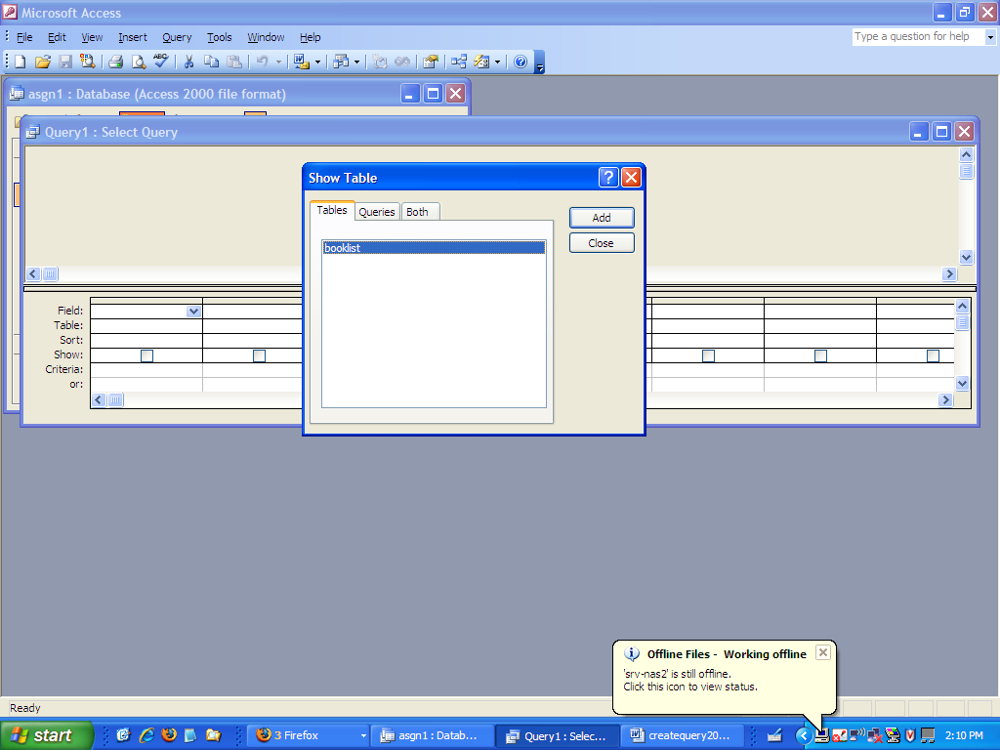 Microsoft Access
File Edit View Insert Query Tools Window Help
Type a question for help
asgn1 : Database (Access 2000 file format)
Query1 : Select Query
Show Table
Tables Queries Both
Add
booklist
Close
Field:
Table:
Sort:
Show:
Criteria:
or:
Offline Files - Working offline
'srv-nas2' is still offline.
Click this icon to view status.
Ready
start
3 Firefox
asgn1 : Datab...
Query1 : Selec...
createquery20...
2:10 PM